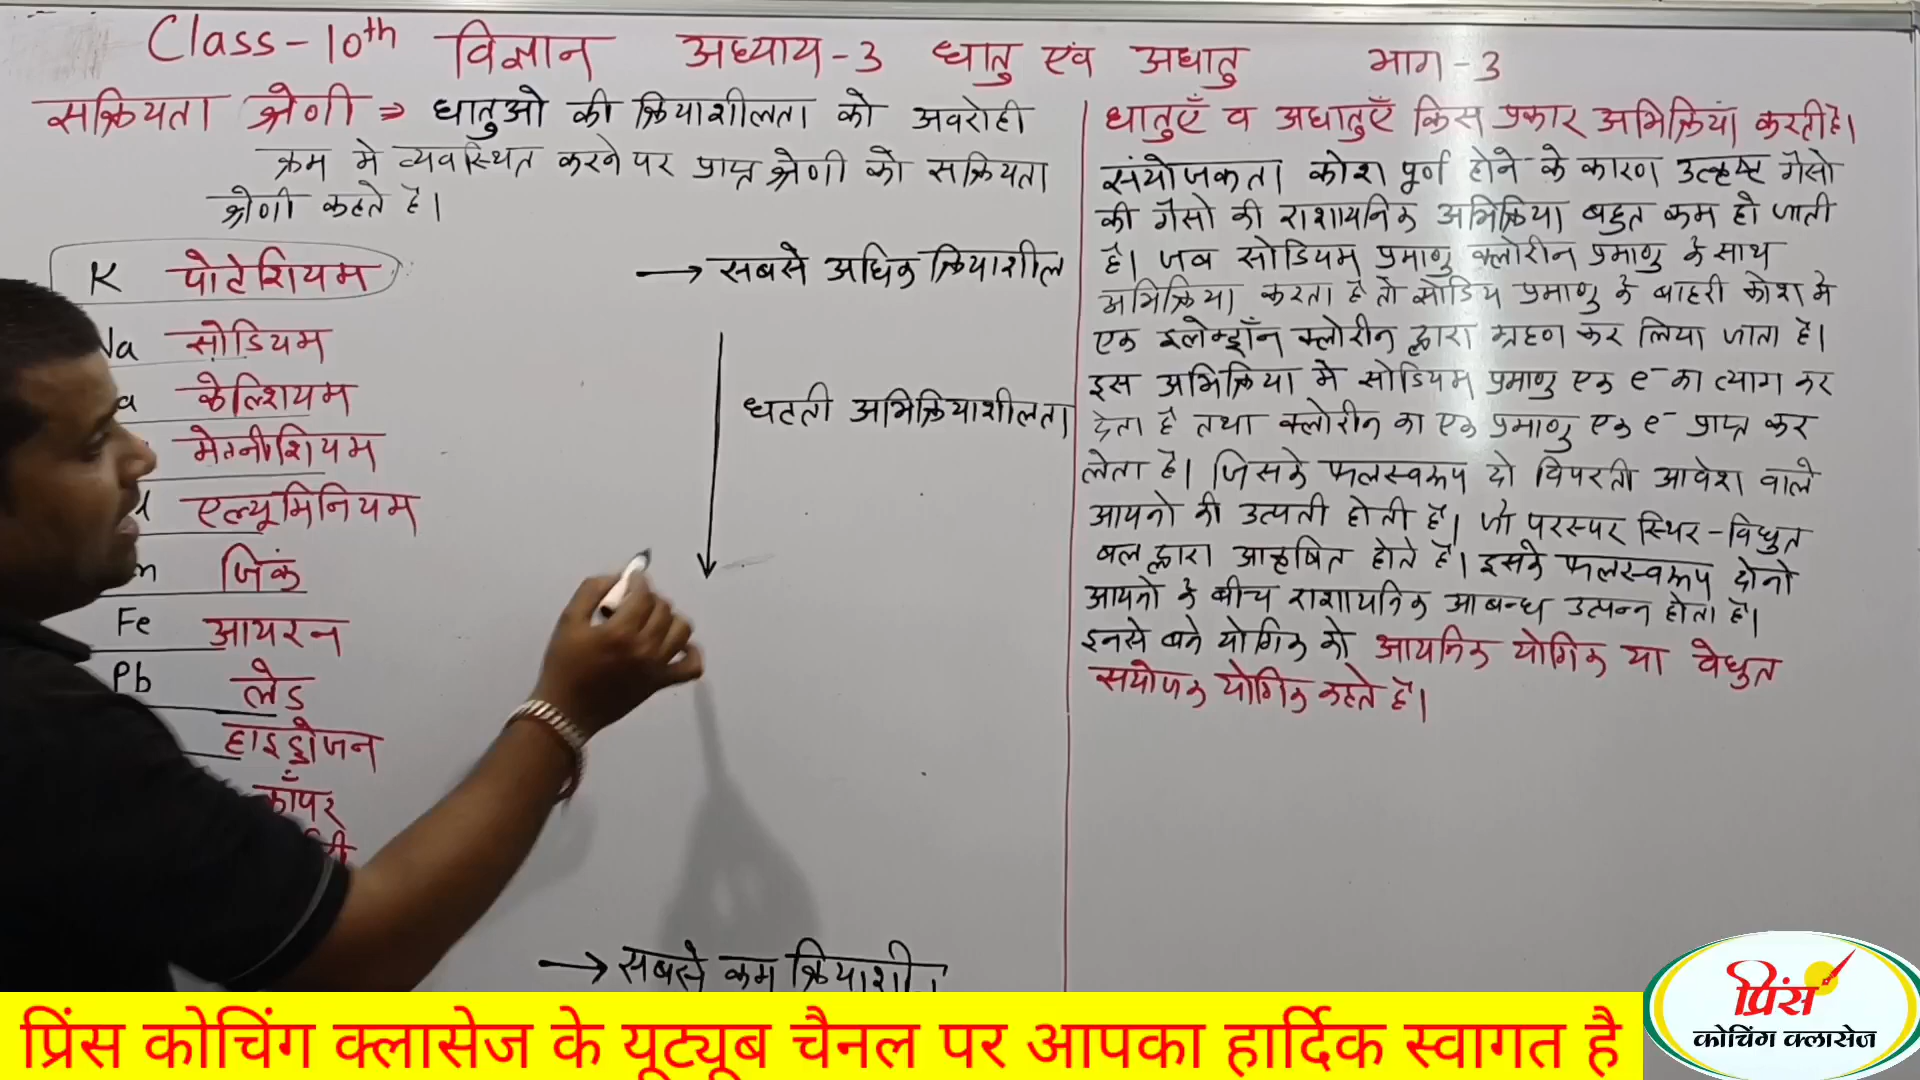 Class-10th विज्ञान अध्याय-3 धातु एवं अधातु भाग-3
सक्रियता श्रेणी ⇒ धातुओ की क्रियाशीलता को अवरोही
क्रम मे व्यवस्थित करने पर प्राप्त श्रेणी को सक्रियता
श्रेणी कहते है।
K पोटेशियम → सबसे अधिक क्रियाशील
सोडियम
केल्शियम
घटती अभिक्रियाशीलता
मेग्नीशियम
एल्यूमिनियम
जिंक
Fe आयरन
Pb लेड
हाइड्रोजन
कॉपर
→ सबसे कम क्रियाशील
धातुएँ व अधातुएँ किस प्रकार अभिक्रिया करती है।
संयोजकता कोश पूर्ण होने के कारण उत्कृष्ट गैसो
की गैसो की राशायनिक अभिक्रिया बहुत कम हो जाती
है। जब सोडियम प्रमाणु क्लोरीन प्रमाणु के साथ
अभिक्रिया करता है तो सोडिय प्रमाणु के बाहरी कोश मे
एक इलेक्ट्रॉन क्लोरीन द्वारा ग्रहण कर लिया जाता है।
इस अभिक्रिया मे सोडियम प्रमाणु एक e⁻ का त्याग कर
देता है तथा क्लोरीन का एक प्रमाणु एक e⁻ प्राप्त कर
लेता है। जिसके फलस्वरूप दो विपरती आवेश वाले
आयनो की उत्पती होती है। जो परस्पर स्थिर-विधुत
बल द्वारा आकृषित होते है। इसके फलस्वरूप दोनो
आयनो के बीच राशायनिक आबन्ध उत्पन्न होता है।
इनसे बने योगिक को आयनिक योगिक या वेधुत
सयोजक योगिक कहते है।
प्रिंस कोचिंग क्लासेज के यूट्यूब चैनल पर आपका हार्दिक स्वागत है
प्रिंस
कोचिंग क्लासेज